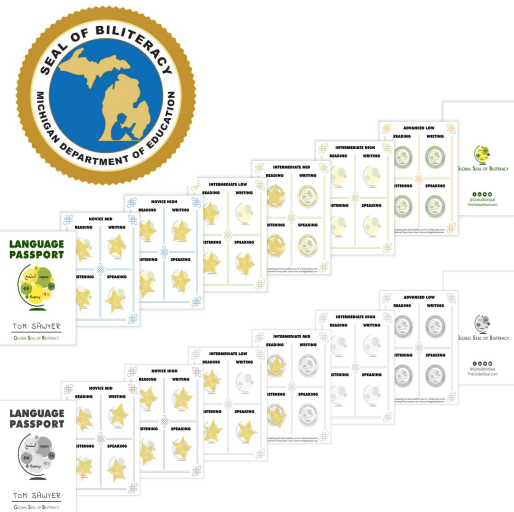 SEAL OF BILITERACY
MICHIGAN DEPARTMENT OF EDUCATION
LANGUAGE
PASSPORT
TOM SAWYER
GLOBAL SEAL OF BILITERACY
NOVICE MID
READING WRITING
LISTENING SPEAKING
NOVICE HIGH
READING WRITING
LISTENING SPEAKING
INTERMEDIATE LOW
READING WRITING
LISTENING SPEAKING
INTERMEDIATE MID
READING WRITING
LISTENING SPEAKING
INTERMEDIATE HIGH
READING WRITING
LISTENING SPEAKING
ADVANCED LOW
READING WRITING
LISTENING SPEAKING
GLOBAL SEAL OF BILITERACY
@GlobalSeal
TheGlobalSeal.com
LANGUAGE
PASSPORT
TOM SAWYER
GLOBAL SEAL OF BILITERACY
NOVICE MID
READING WRITING
LISTENING SPEAKING
NOVICE HIGH
READING WRITING
LISTENING SPEAKING
INTERMEDIATE LOW
READING WRITING
LISTENING SPEAKING
INTERMEDIATE MID
READING WRITING
LISTENING SPEAKING
INTERMEDIATE HIGH
READING WRITING
LISTENING SPEAKING
ADVANCED LOW
READING WRITING
LISTENING SPEAKING
GLOBAL SEAL OF BILITERACY
TheGlobalSeal.com